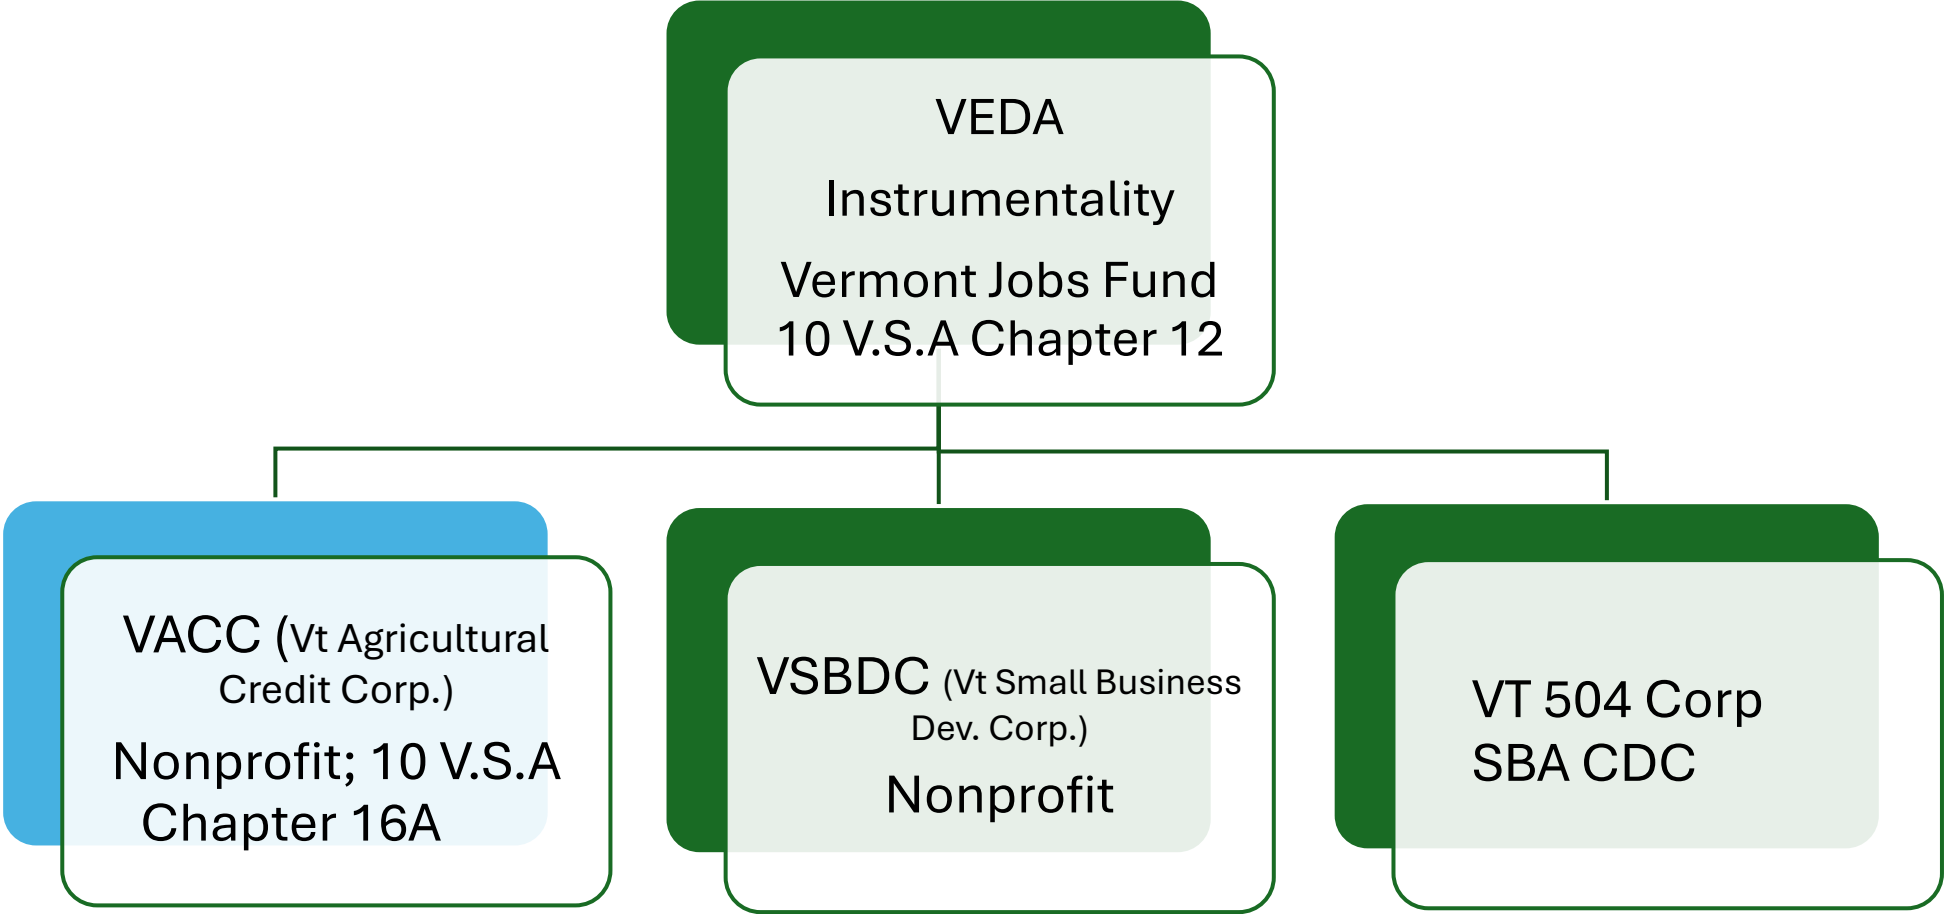 VEDA
Instrumentality
Vermont Jobs Fund
10 V.S.A Chapter 12
VACC (Vt Agricultural
Credit Corp.)
Nonprofit; 10 V.S.A
Chapter 16A
VSBDC (Vt Small Business
Dev. Corp.)
Nonprofit
VT 504 Corp
SBA CDC